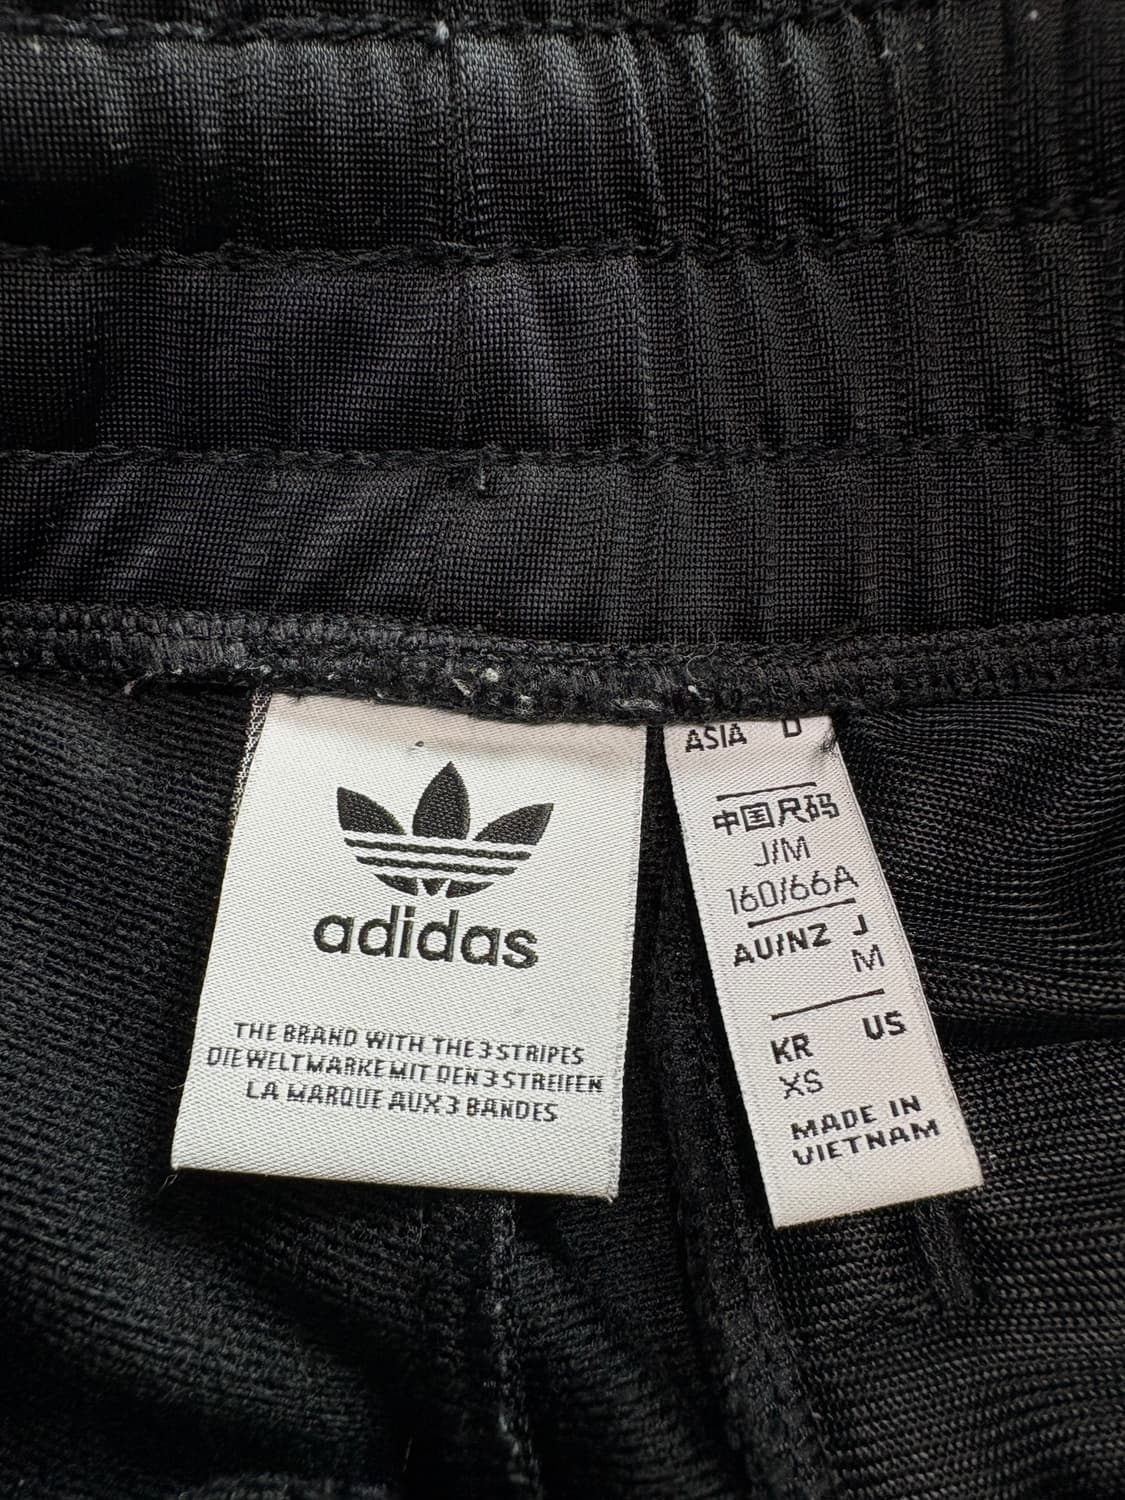 adidas
THE BRAND WITH THE 3 STRIPES
DIE WELTMARKE MIT DEN 3 STREIFEN
LA MARQUE AUX 3 BANDES
ASIA D
中国尺码
J/M
160/66A
AU/NZ J
M
KR US
XS
MADE IN
VIETNAM